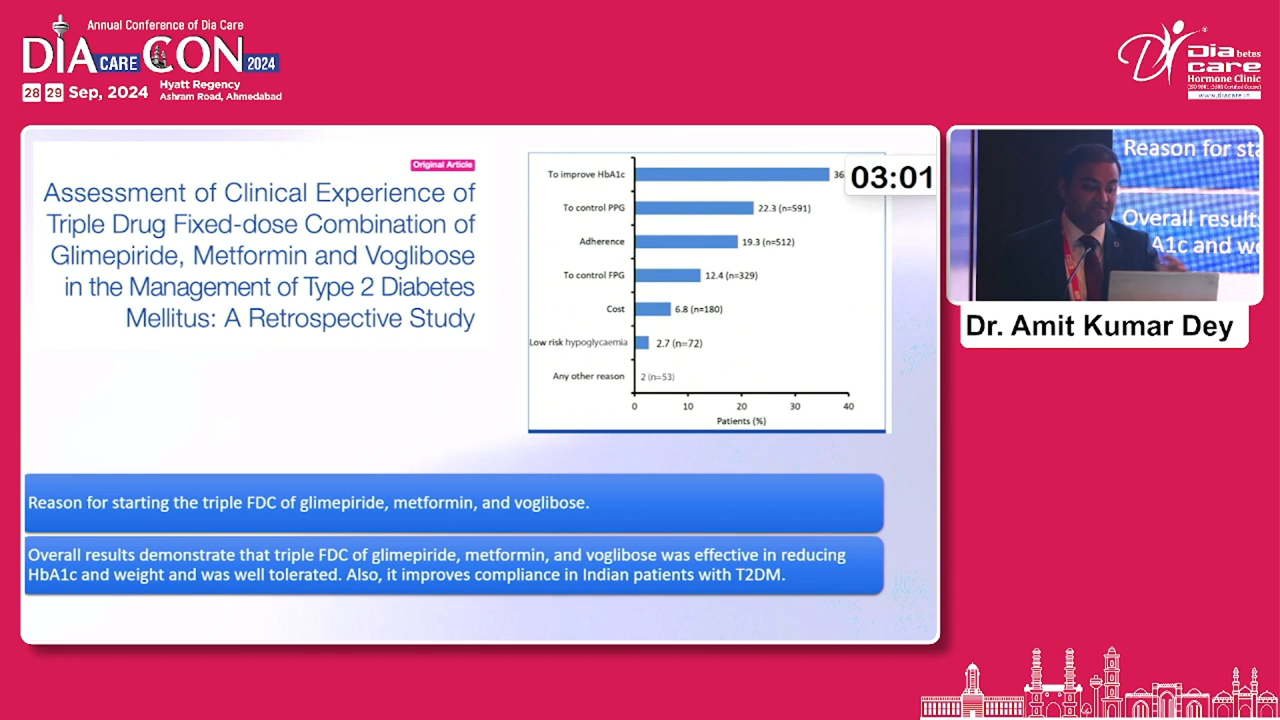 Annual Conference of Dia Care
DIA CARE CON 2024
28 29 Sep, 2024
Hyatt Regency
Ashram Road, Ahmedabad
Diabetes
care
Hormone Clinic
www.diacare.in
Original Article
Assessment of Clinical Experience of
Triple Drug Fixed-dose Combination of
Glimepiride, Metformin and Voglibose
in the Management of Type 2 Diabetes
Mellitus: A Retrospective Study
To improve HbA1c 36
To control PPG 22.3 (n=591)
Adherence 19.3 (n=512)
To control FPG 12.4 (n=329)
Cost 6.8 (n=180)
Low risk hypoglycaemia 2.7 (n=72)
Any other reason 2 (n=53)
0 10 20 30 40
Patients (%)
03:01
Reason for starting the triple FDC of glimepiride, metformin, and voglibose.
Overall results demonstrate that triple FDC of glimepiride, metformin, and voglibose was effective in reducing
HbA1c and weight and was well tolerated. Also, it improves compliance in Indian patients with T2DM.
Reason for sta
Overall results
A1c and we
Dr. Amit Kumar Dey